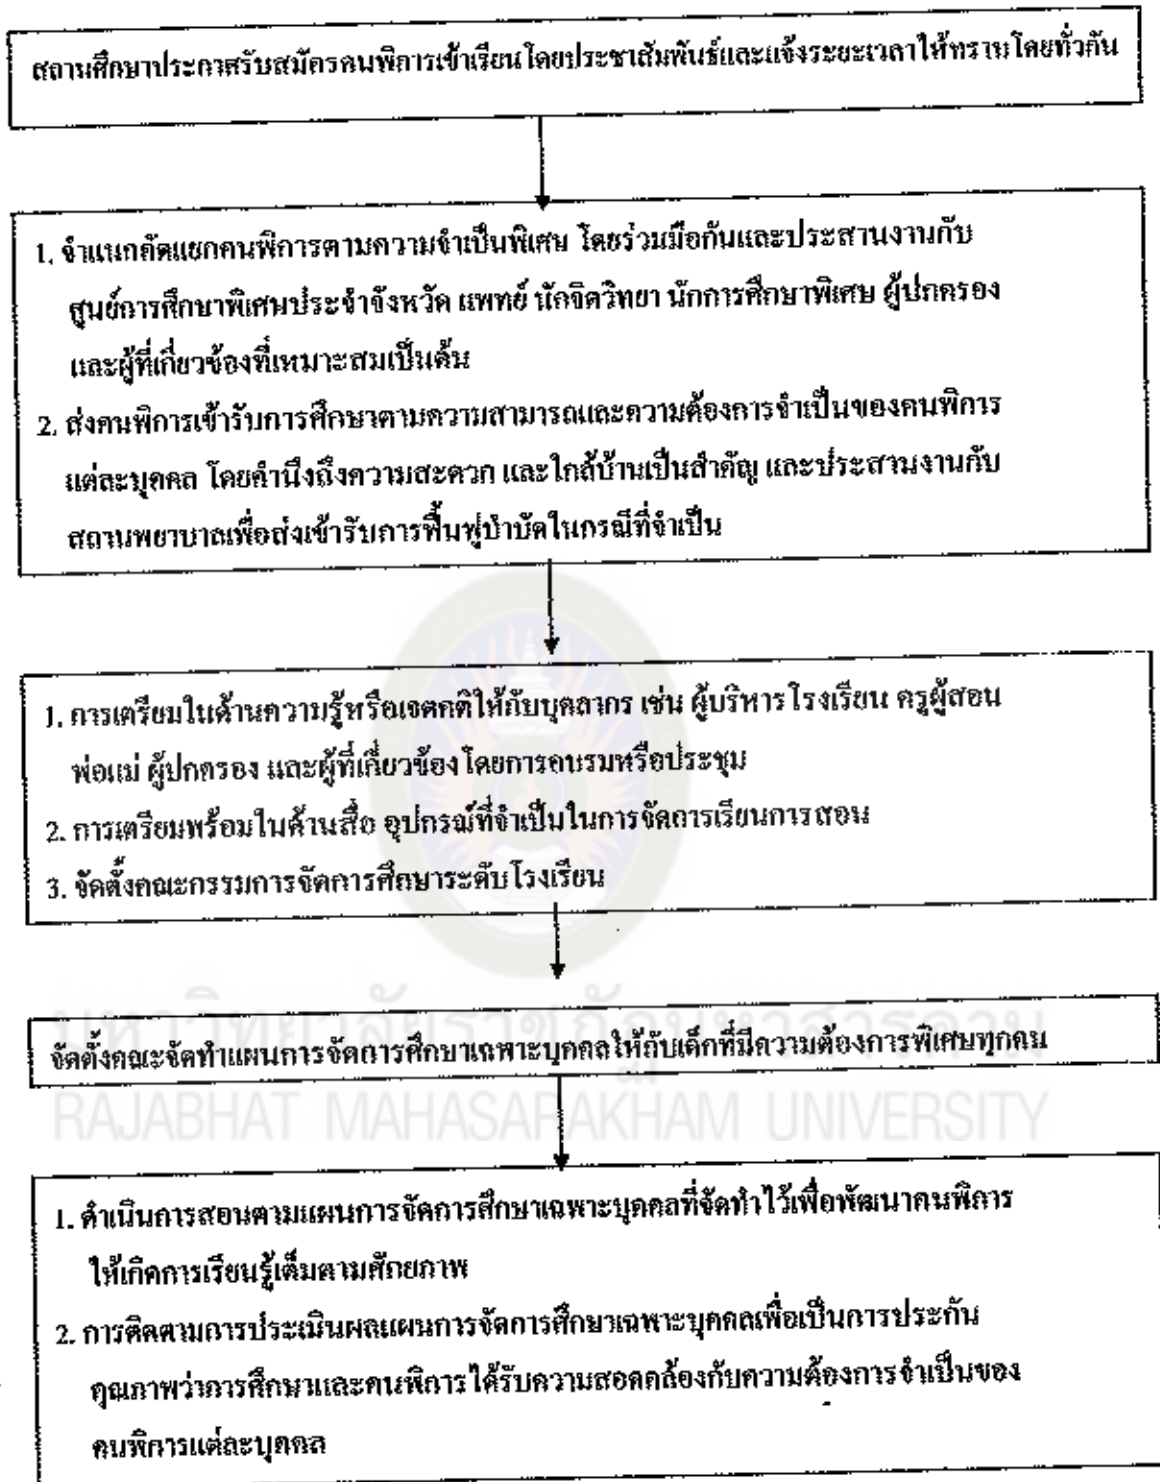 สถานศึกษาประกาศรับสมัครคนพิการเข้าเรียนโดยประชาสัมพันธ์และแจ้งระยะเวลาให้ทราบโดยทั่วกัน
1. จำแนกคัดแยกคนพิการตามความจำเป็นพิเศษ โดยร่วมมือกันและประสานงานกับ
ศูนย์การศึกษาพิเศษประจำจังหวัด แพทย์ นักจิตวิทยา นักการศึกษาพิเศษ ผู้ปกครอง
และผู้ที่เกี่ยวข้องที่เหมาะสมเป็นต้น
2. ส่งคนพิการเข้ารับการศึกษาตามความสามารถและความต้องการจำเป็นของคนพิการ
แต่ละบุคคล โดยคำนึงถึงความสะดวก และใกล้บ้านเป็นสำคัญ และประสานงานกับ
สถานพยาบาลเพื่อส่งเข้ารับการฟื้นฟูบำบัดในกรณีที่จำเป็น
1. การเตรียมในด้านความรู้หรือเจตคติให้กับบุคลากร เช่น ผู้บริหารโรงเรียน ครูผู้สอน
พ่อแม่ ผู้ปกครอง และผู้ที่เกี่ยวข้องโดยการอบรมหรือประชุม
2. การเตรียมพร้อมในด้านสื่อ อุปกรณ์ที่จำเป็นในการจัดการเรียนการสอน
3. จัดตั้งคณะกรรมการจัดการศึกษาระดับโรงเรียน
มหาวิทยาลัยราชภัฏมหาสารคาม
จัดตั้งคณะจัดทำแผนการจัดการศึกษาเฉพาะบุคคลให้กับเด็กที่มีความต้องการพิเศษทุกคน
RAJABHAT MAHASARAKHAM UNIVERSITY
1. ดำเนินการสอนตามแผนการจัดการศึกษาเฉพาะบุคคลที่จัดทำไว้เพื่อพัฒนาคนพิการ
ให้เกิดการเรียนรู้เต็มตามศักยภาพ
2. การติดตามการประเมินผลแผนการจัดการศึกษาเฉพาะบุคคลเพื่อเป็นการประกัน
คุณภาพว่าการศึกษาและคนพิการได้รับความสอดคล้องกับความต้องการจำเป็นของ
คนพิการแต่ละบุคคล